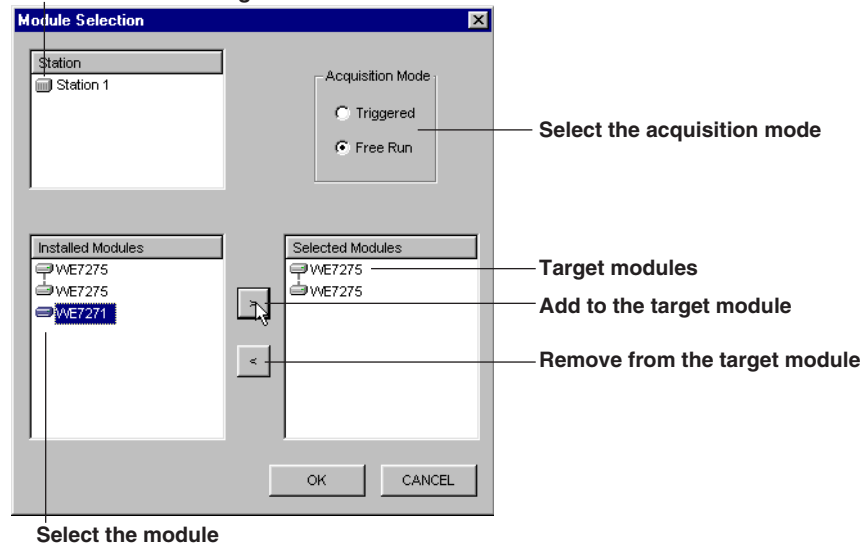 Module Selection
Station
Station 1
Acquisition Mode
Triggered
Free Run
Select the acquisition mode
Installed Modules
WE7275
WE7275
WE7271
>
<
Selected Modules
WE7275
WE7275
Target modules
Add to the target module
Remove from the target module
OK
CANCEL
Select the module